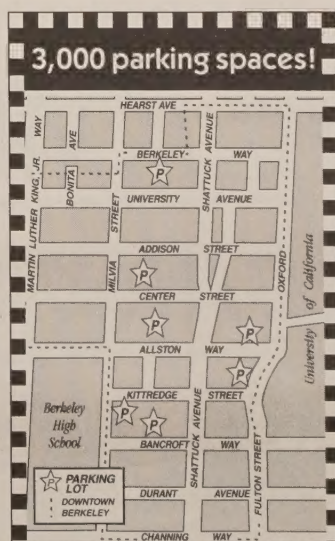 3,000 parking spaces!
HEARST AVE
MARTIN LUTHER KING, JR. WAY
BONITA AVE
MILVIA STREET
SHATTUCK AVENUE
BERKELEY WAY
P
UNIVERSITY AVENUE
OXFORD
University of California
ADDISON STREET
P
CENTER STREET
P
P
ALLSTON WAY
P
KITTREDGE STREET
Berkeley
High
School
P
P
SHATTUCK AVENUE
BANCROFT WAY
FULTON STREET
P PARKING
LOT
DOWNTOWN
BERKELEY
DURANT AVENUE
CHANNING WAY